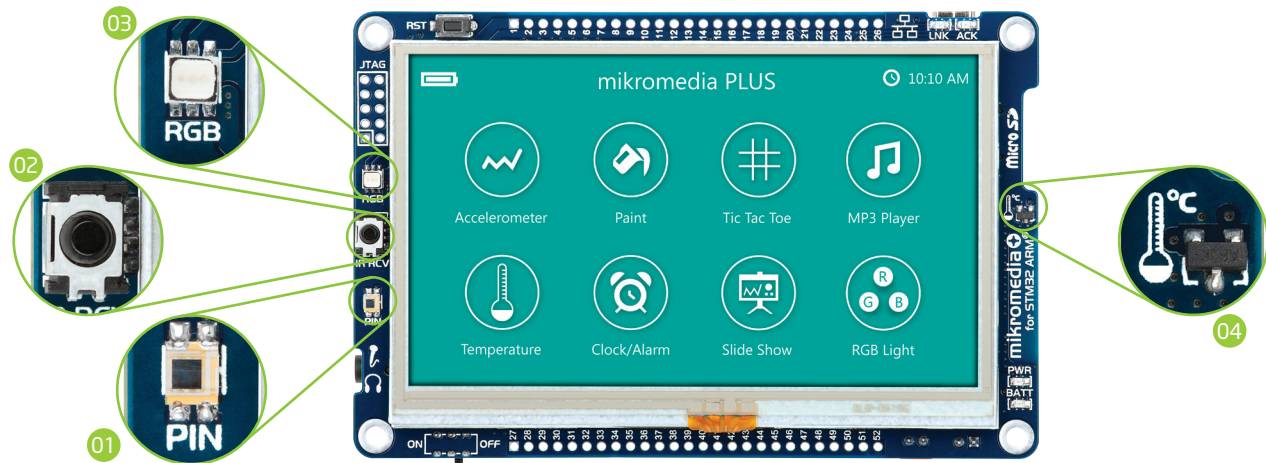 03
RGB
02
01
PIN
RST
1 2 3 4 5 6 7 8 9 10 11 12 13 14 15 16 17 18 19 20 21 22 23 24 25 26
LNK ACK
JTAG
RGB
IR RCV
PIN
mikromedia PLUS
10:10 AM
Accelerometer
Paint
Tic Tac Toe
MP3 Player
Temperature
Clock/Alarm
Slide Show
R
G B
RGB Light
micro SD
°C
mikromedia
for STM32 ARM®
PWR
BATT
ON OFF
27 28 29 30 31 32 33 34 35 36 37 38 39 40 41 42 43 44 45 46 47 48 49 50 51 52
°C
04